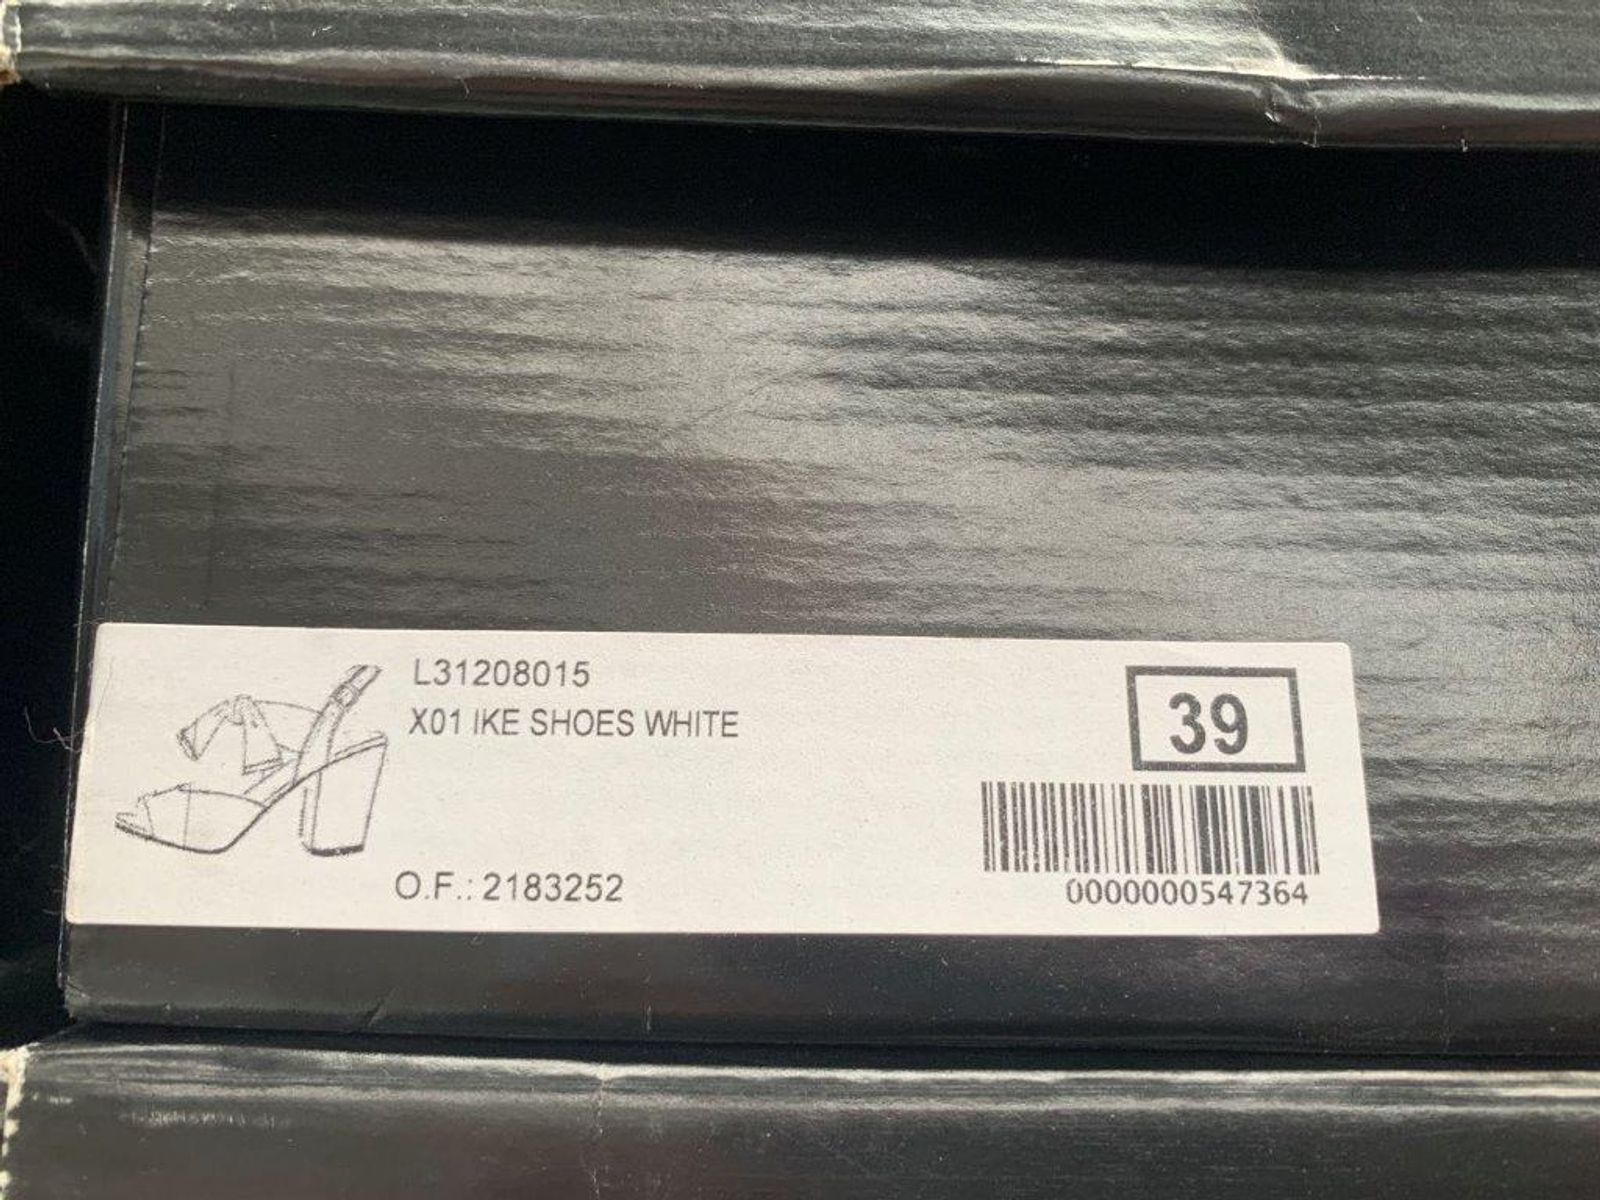 L31208015
X01 IKE SHOES WHITE
39
O.F.: 2183252
0000000547364